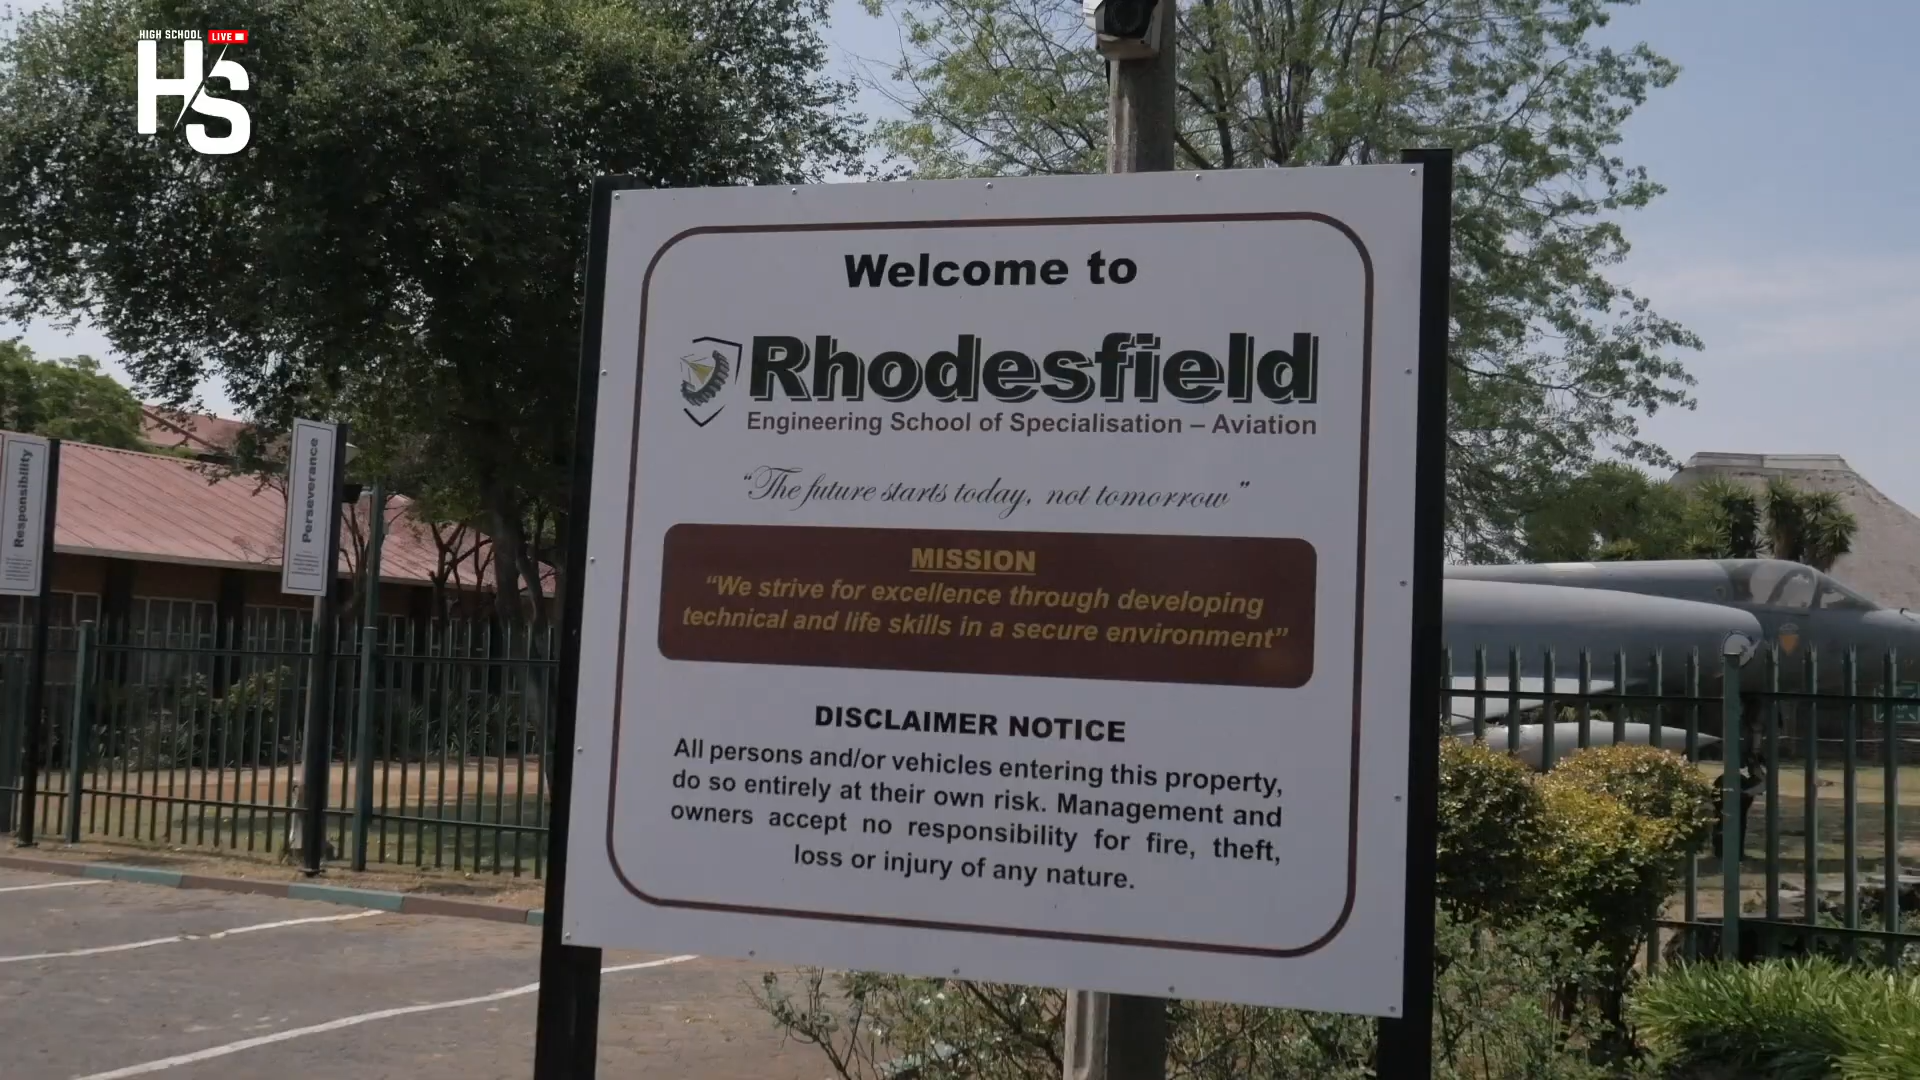 HIGH SCHOOL LIVE
HS
Welcome to
Rhodesfield
Engineering School of Specialisation – Aviation
“The future starts today, not tomorrow”
MISSION
“We strive for excellence through developing
technical and life skills in a secure environment”
DISCLAIMER NOTICE
All persons and/or vehicles entering this property,
do so entirely at their own risk. Management and
owners accept no responsibility for fire, theft,
loss or injury of any nature.
Responsibility
Perseverance